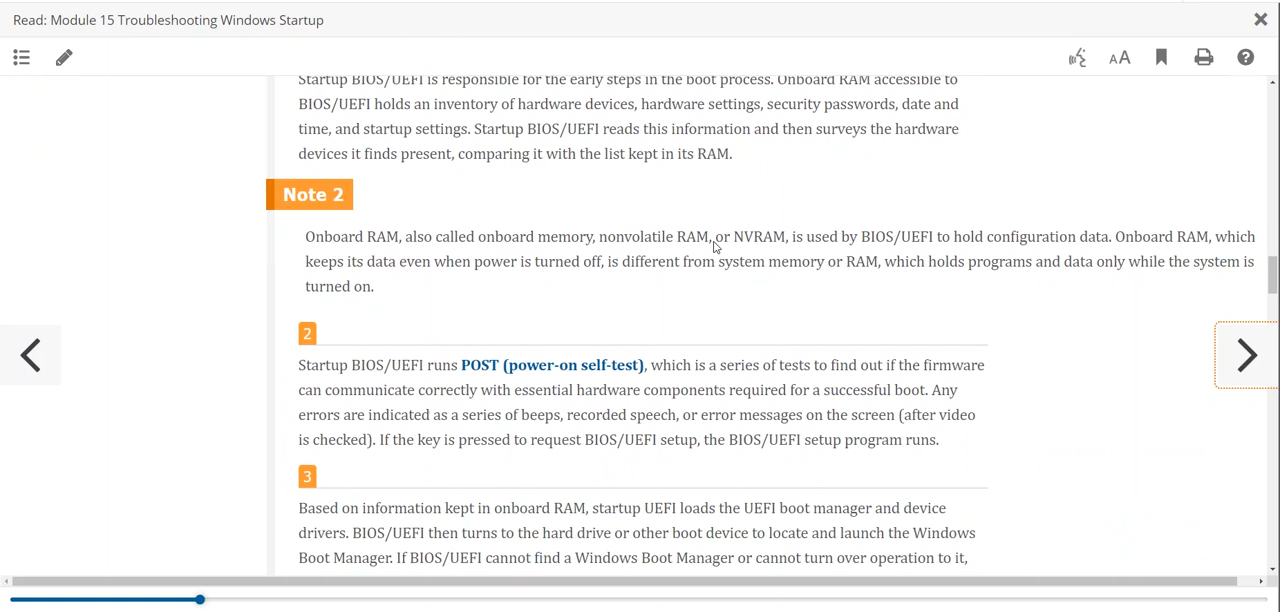 Read: Module 15 Troubleshooting Windows Startup
AA
Startup BIOS/UEFI is responsible for the early steps in the boot process. Onboard RAM accessible to
BIOS/UEFI holds an inventory of hardware devices, hardware settings, security passwords, date and
time, and startup settings. Startup BIOS/UEFI reads this information and then surveys the hardware
devices it finds present, comparing it with the list kept in its RAM.
Note 2
Onboard RAM, also called onboard memory, nonvolatile RAM, or NVRAM, is used by BIOS/UEFI to hold configuration data. Onboard RAM, which
keeps its data even when power is turned off, is different from system memory or RAM, which holds programs and data only while the system is
turned on.
2
Startup BIOS/UEFI runs POST (power-on self-test), which is a series of tests to find out if the firmware
can communicate correctly with essential hardware components required for a successful boot. Any
errors are indicated as a series of beeps, recorded speech, or error messages on the screen (after video
is checked). If the key is pressed to request BIOS/UEFI setup, the BIOS/UEFI setup program runs.
3
Based on information kept in onboard RAM, startup UEFI loads the UEFI boot manager and device
drivers. BIOS/UEFI then turns to the hard drive or other boot device to locate and launch the Windows
Boot Manager. If BIOS/UEFI cannot find a Windows Boot Manager or cannot turn over operation to it,